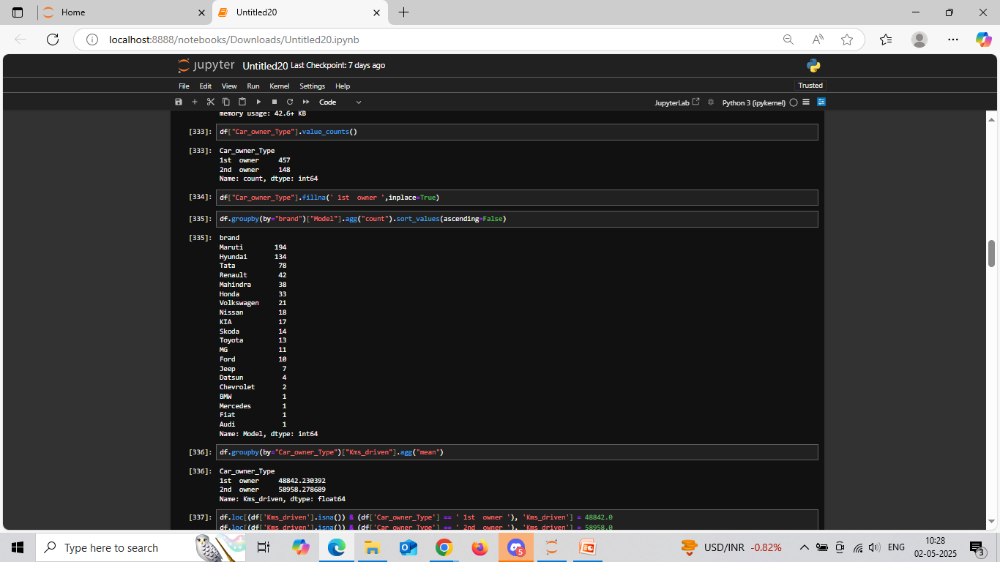 Home
Untitled20
localhost:8888/notebooks/Downloads/Untitled20.ipynb
jupyter Untitled20 Last Checkpoint: 7 days ago
File Edit View Run Kernel Settings Help
Trusted
Code
JupyterLab
Python 3 (ipykernel)
memory usage: 42.6+ KB
[333]: df["Car_owner_Type"].value_counts()
[333]: Car_owner_Type
1st  owner     457
2nd  owner     148
Name: count, dtype: int64
[334]: df["Car_owner_Type"].fillna(' 1st  owner ',inplace=True)
[335]: df.groupby(by="brand")["Model"].agg("count").sort_values(ascending=False)
[335]: brand
Maruti        194
Hyundai       134
Tata           78
Renault        42
Mahindra       38
Honda          33
Volkswagen     21
Nissan         18
KIA            17
Skoda          14
Toyota         13
MG             11
Ford           10
Jeep            7
Datsun          4
Chevrolet       2
BMW             1
Mercedes        1
Fiat            1
Audi            1
Name: Model, dtype: int64
[336]: df.groupby(by="Car_owner_Type")["Kms_driven"].agg("mean")
[336]: Car_owner_Type
1st  owner     48842.230392
2nd  owner     58958.278689
Name: Kms_driven, dtype: float64
[337]: df.loc[(df['Kms_driven'].isna()) & (df['Car_owner_Type'] == ' 1st  owner '), 'Kms_driven'] = 48842.0
df.loc[(df['Kms_driven'].isna()) & (df['Car_owner_Type'] == ' 2nd  owner '), 'Kms_driven'] = 58958.0
Type here to search
5
USD/INR -0.82%
ENG
10:28
02-05-2025
3